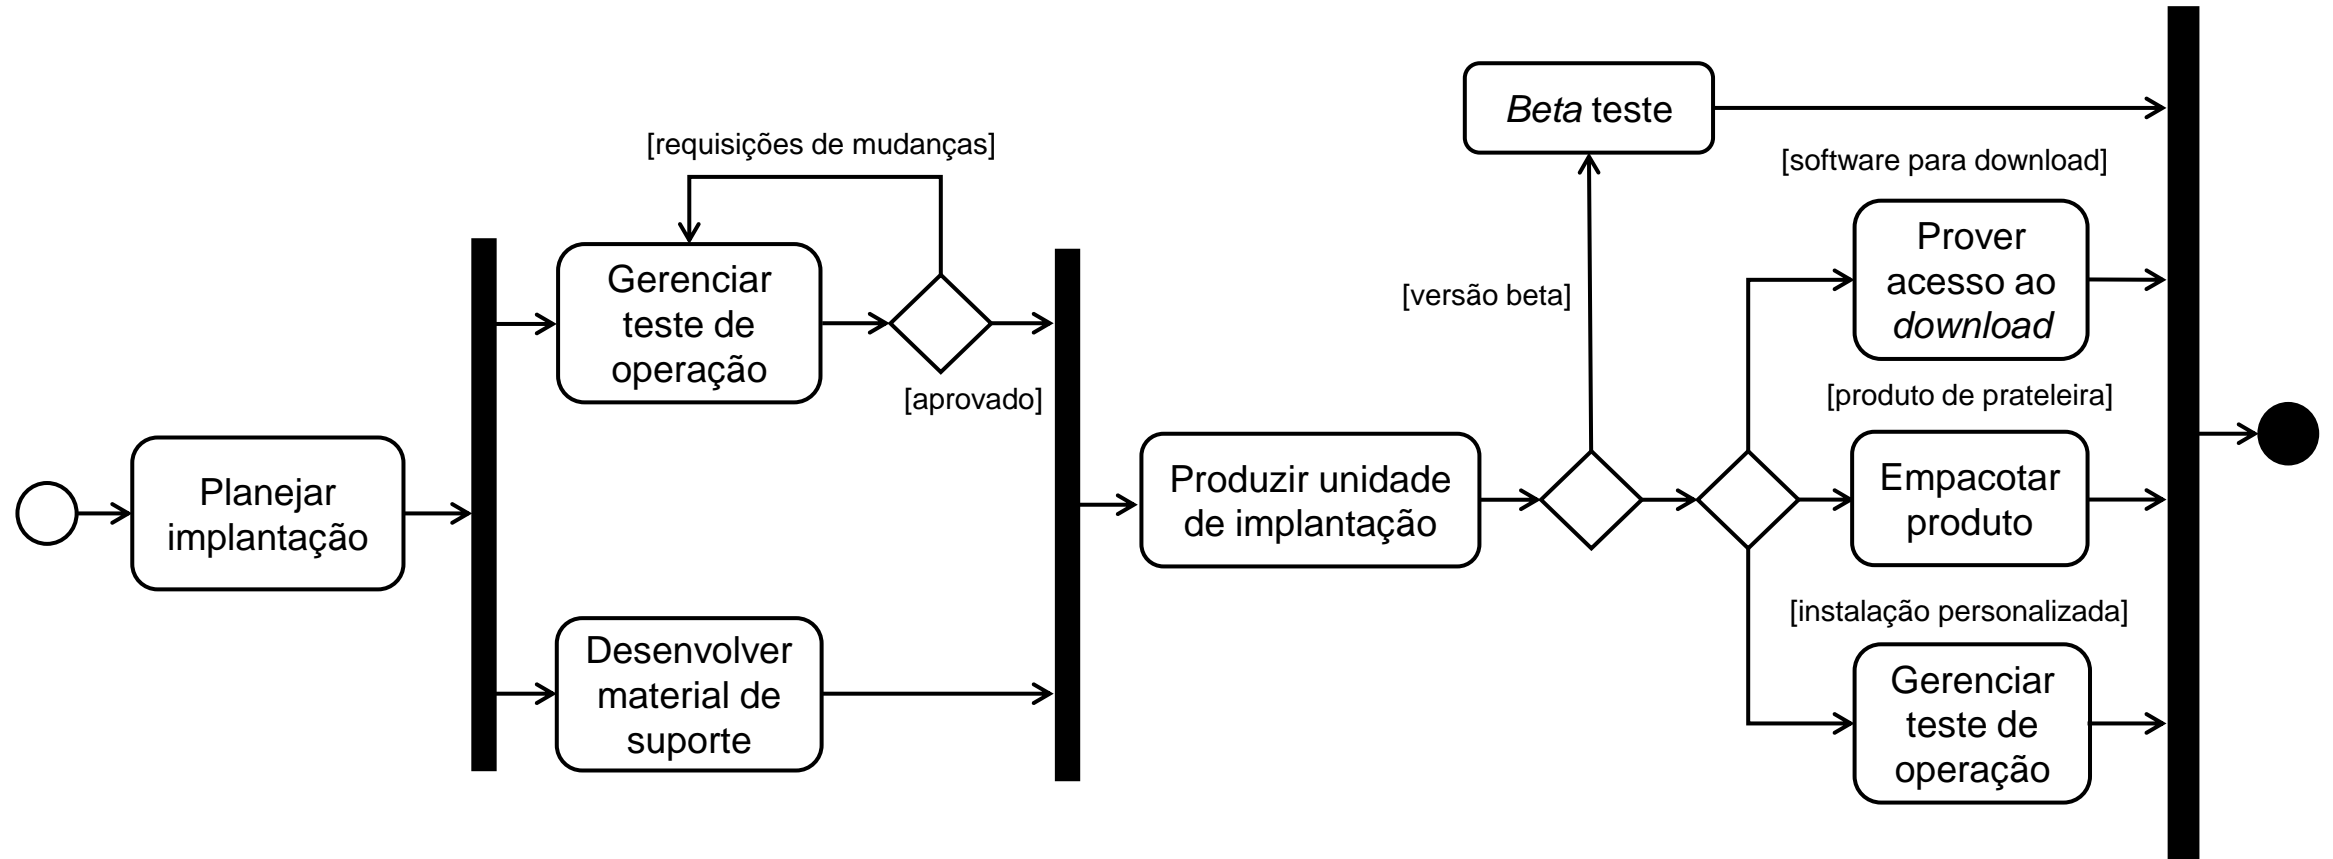 [requisições de mudanças]
Gerenciar
teste de
operação
[aprovado]
Planejar
implantação
Desenvolver
material de
suporte
Produzir unidade
de implantação
[versão beta]
Beta teste
[software para download]
Prover
acesso ao
download
[produto de prateleira]
Empacotar
produto
[instalação personalizada]
Gerenciar
teste de
operação